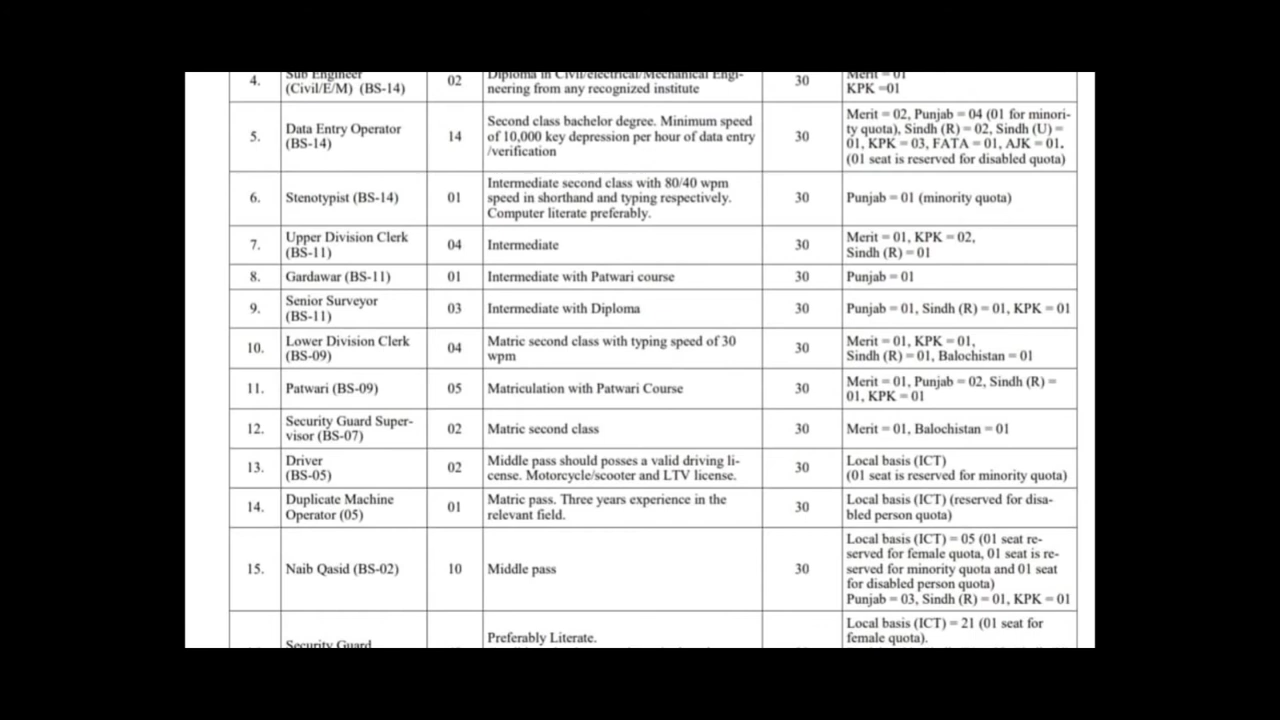 4.
Sub Engineer
(Civil/E/M) (BS-14)
02
Diploma in Civil/electrical/Mechanical Engi-
neering from any recognized institute
30
Merit = 01
KPK =01
5.
Data Entry Operator
(BS-14)
14
Second class bachelor degree. Minimum speed
of 10,000 key depression per hour of data entry
/verification
30
Merit = 02, Punjab = 04 (01 for minori-
ty quota), Sindh (R) = 02, Sindh (U) =
01, KPK = 03, FATA = 01, AJK = 01.
(01 seat is reserved for disabled quota)
6.
Stenotypist (BS-14)
01
Intermediate second class with 80/40 wpm
speed in shorthand and typing respectively.
Computer literate preferably.
30
Punjab = 01 (minority quota)
7.
Upper Division Clerk
(BS-11)
04
Intermediate
30
Merit = 01, KPK = 02,
Sindh (R) = 01
8.
Gardawar (BS-11)
01
Intermediate with Patwari course
30
Punjab = 01
9.
Senior Surveyor
(BS-11)
03
Intermediate with Diploma
30
Punjab = 01, Sindh (R) = 01, KPK = 01
10.
Lower Division Clerk
(BS-09)
04
Matric second class with typing speed of 30
wpm
30
Merit = 01, KPK = 01,
Sindh (R) = 01, Balochistan = 01
11.
Patwari (BS-09)
05
Matriculation with Patwari Course
30
Merit = 01, Punjab = 02, Sindh (R) =
01, KPK = 01
12.
Security Guard Super-
visor (BS-07)
02
Matric second class
30
Merit = 01, Balochistan = 01
13.
Driver
(BS-05)
02
Middle pass should posses a valid driving li-
cense. Motorcycle/scooter and LTV license.
30
Local basis (ICT)
(01 seat is reserved for minority quota)
14.
Duplicate Machine
Operator (05)
01
Matric pass. Three years experience in the
relevant field.
30
Local basis (ICT) (reserved for disa-
bled person quota)
15.
Naib Qasid (BS-02)
10
Middle pass
30
Local basis (ICT) = 05 (01 seat re-
served for female quota, 01 seat is re-
served for minority quota and 01 seat
for disabled person quota)
Punjab = 03, Sindh (R) = 01, KPK = 01
Security Guard
Preferably Literate.
Local basis (ICT) = 21 (01 seat for
female quota).